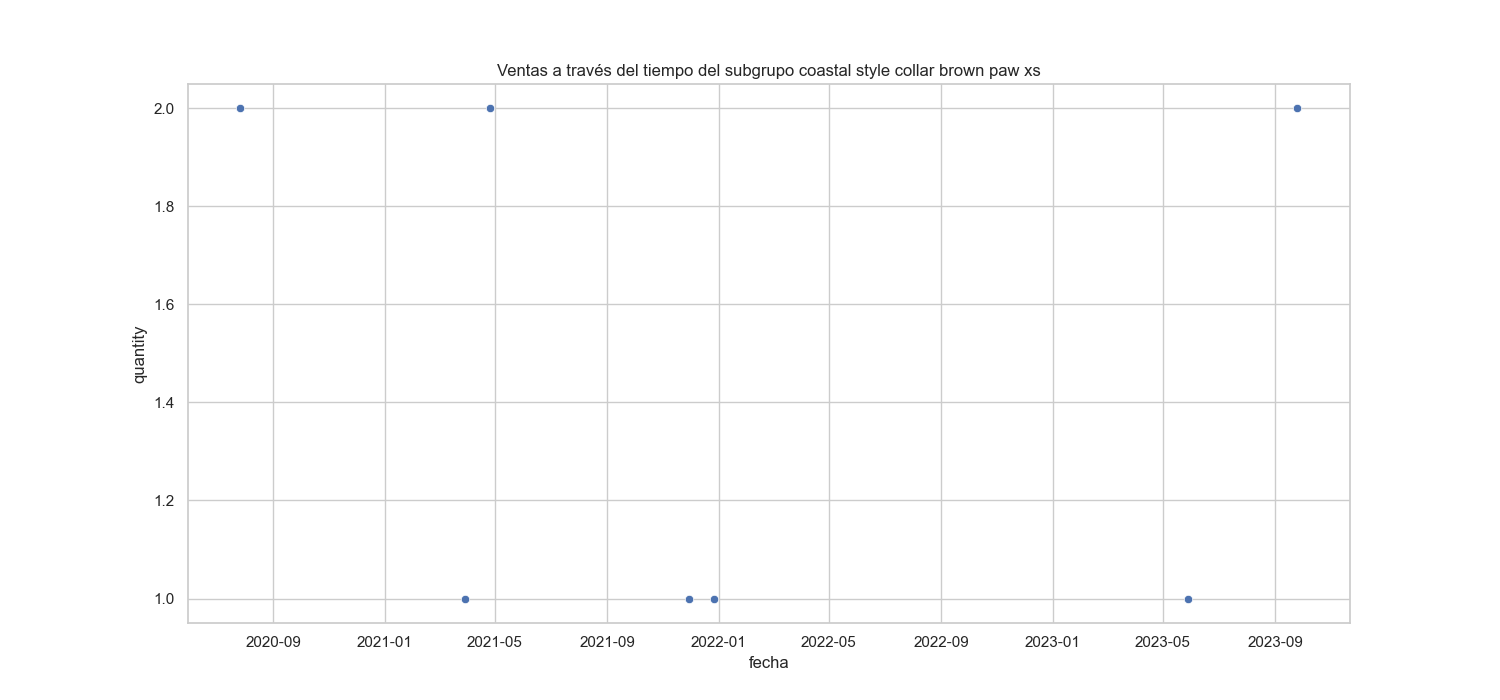 Ventas a través del tiempo del subgrupo coastal style collar brown paw xs
2.0
1.8
1.6
1.4
1.2
1.0
quantity
2020-09 2021-01 2021-05 2021-09 2022-01 2022-05 2022-09 2023-01 2023-05 2023-09
fecha